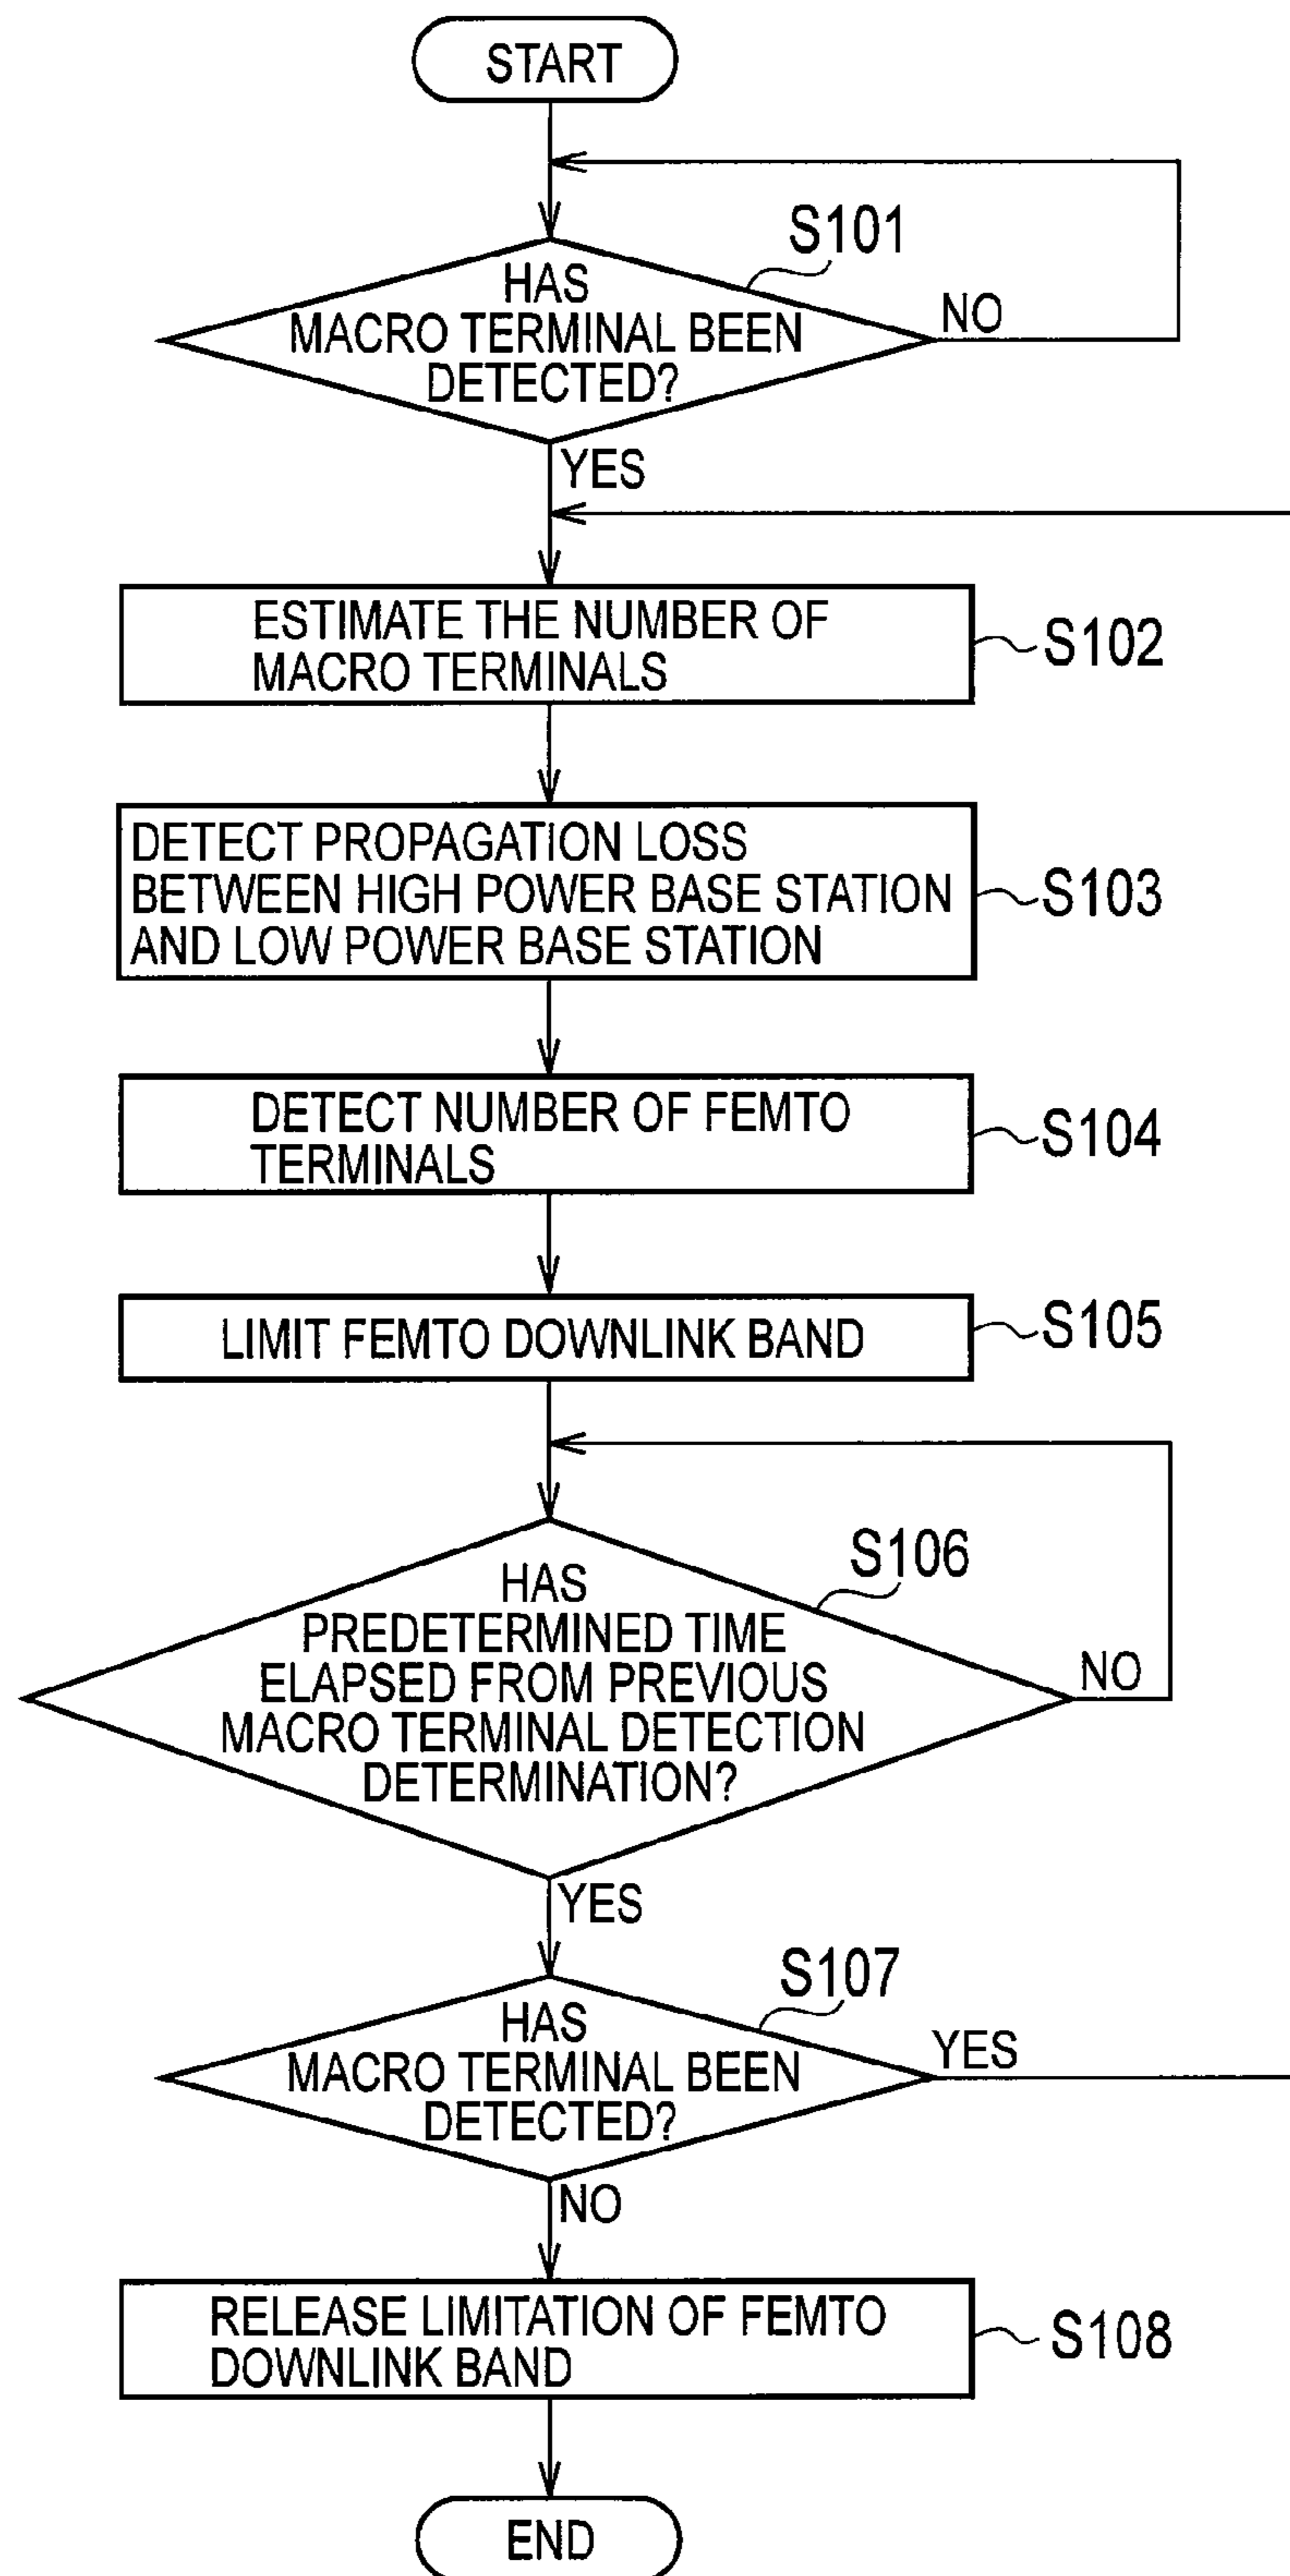 START
S101
HAS
MACRO TERMINAL BEEN
DETECTED?
NO
YES
ESTIMATE THE NUMBER OF
MACRO TERMINALS
S102
DETECT PROPAGATION LOSS
BETWEEN HIGH POWER BASE STATION
AND LOW POWER BASE STATION
S103
DETECT NUMBER OF FEMTO
TERMINALS
S104
LIMIT FEMTO DOWNLINK BAND
S105
S106
HAS
PREDETERMINED TIME
ELAPSED FROM PREVIOUS
MACRO TERMINAL DETECTION
DETERMINATION?
NO
YES
S107
HAS
MACRO TERMINAL BEEN
DETECTED?
YES
NO
RELEASE LIMITATION OF FEMTO
DOWNLINK BAND
S108
END